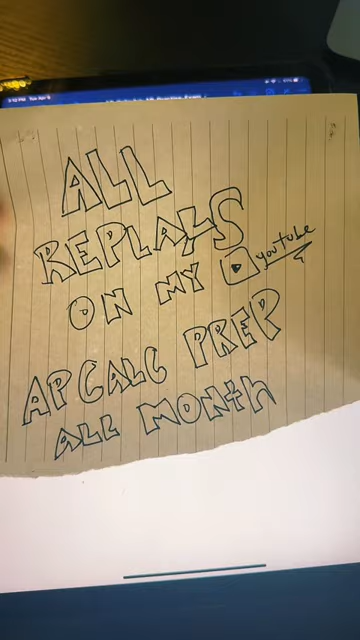 ALL
REPLAYS
ON MY youtube
AP CALC PREP
ALL MONth